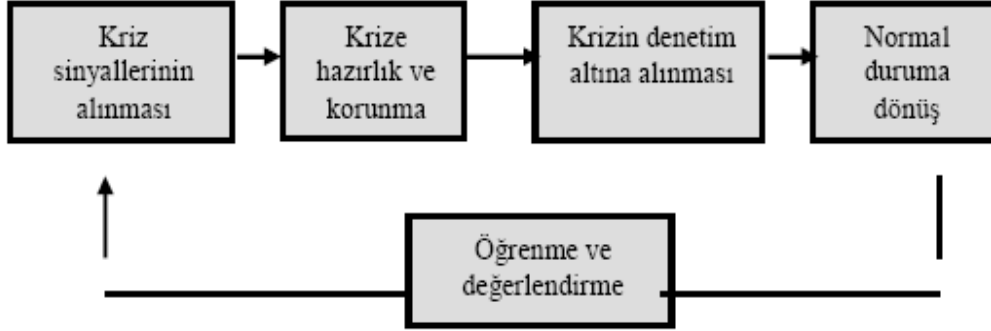 Kriz
sinyallerinin
alınması
Krize
hazırlık ve
korunma
Krizin denetim
altına alınması
Normal
duruma
dönüş
Öğrenme ve
değerlendirme